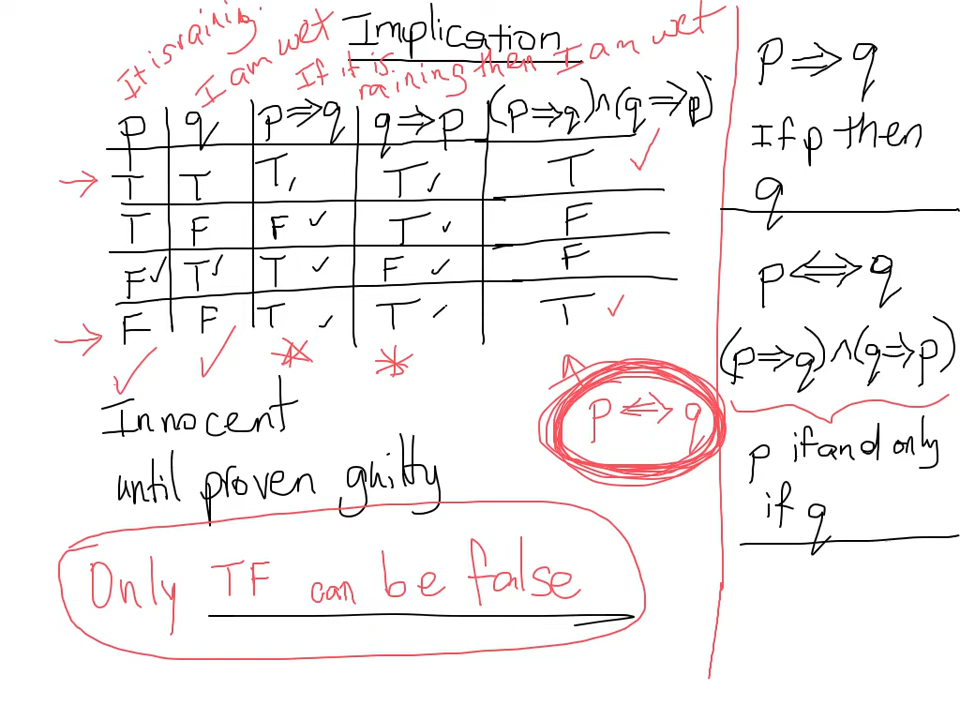 Implication
It is raining.
I am wet
If it is
raining then I am wet
p q p⇒q q⇒p (p⇒q)∧(q⇒p)
T T T, T✓ T ✓
T F F ✓ T ✓ F
F✓ T✓ T ✓ F ✓ F
F F T ✓ T ✓ T ✓
Innocent
until proven guilty
p ⇔ q
Only TF can be false
p ⇒ q
If p then
q
p ⇔ q
(p⇒q)∧(q⇒p)
p if and only
if q